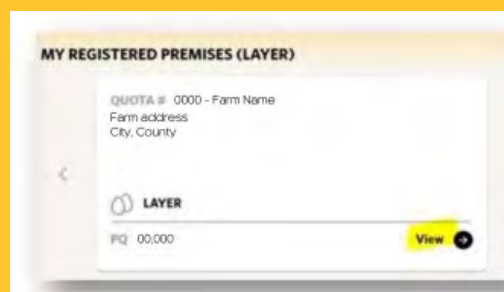 MY REGISTERED PREMISES (LAYER)
QUOTA # 0000 - Farm Name
Farm address
City, County
LAYER
PQ 00,000
View